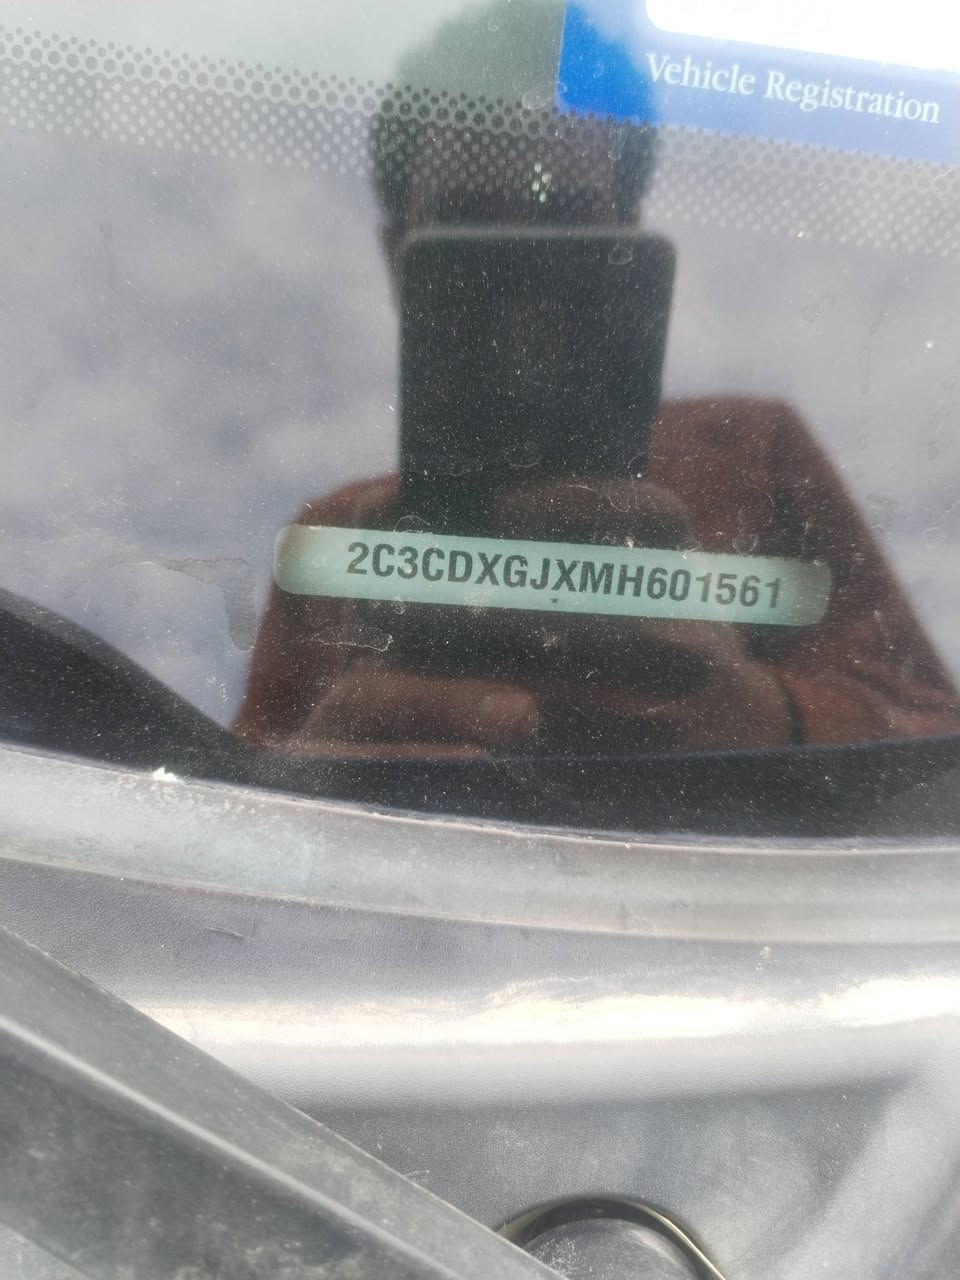 Vehicle Registration
2C3CDXGJXMH601561
*